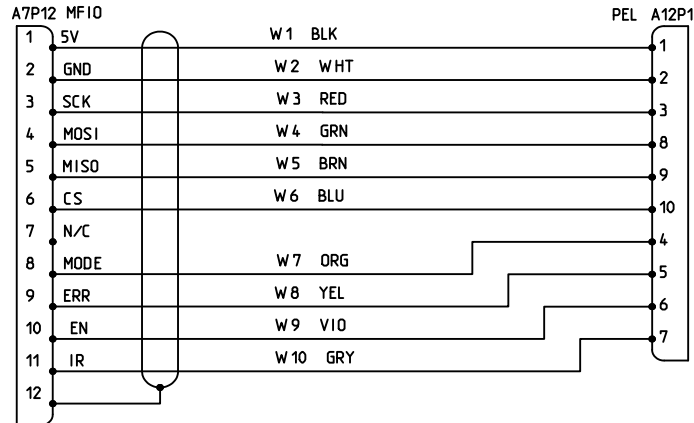 A7P12 MFIO PEL A12P1
1 5V W1 BLK 1
2 GND W2 WHT 2
3 SCK W3 RED 3
4 MOSI W4 GRN 8
5 MISO W5 BRN 9
6 CS W6 BLU 10
7 N/C 4
8 MODE W7 ORG 5
9 ERR W8 YEL 6
10 EN W9 VIO 7
11 IR W10 GRY
12